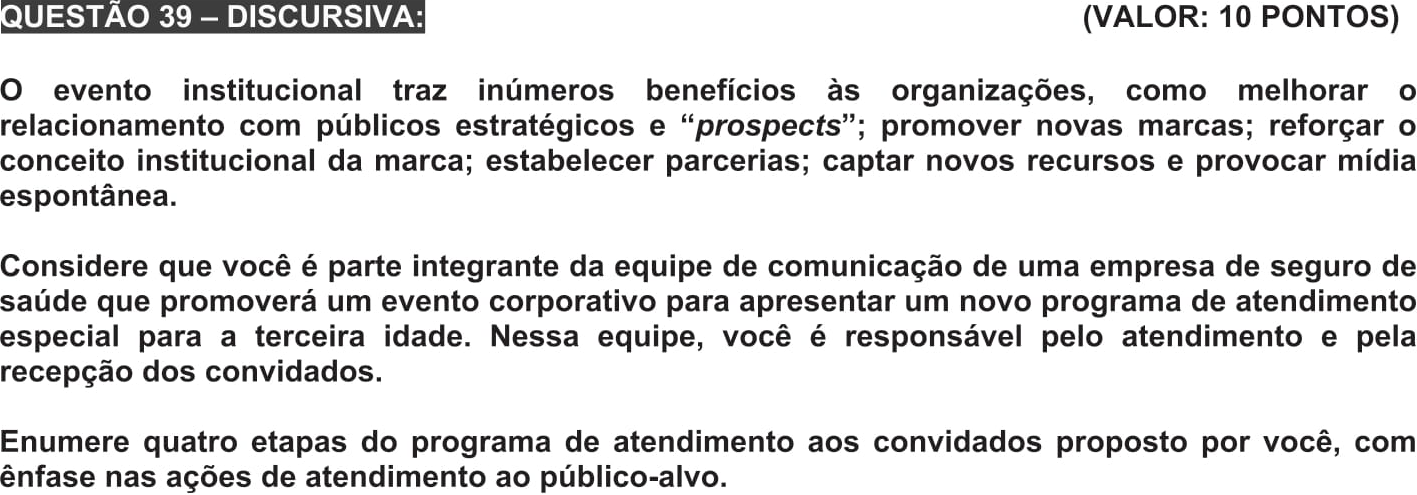 QUESTÃO 39 – DISCURSIVA: (VALOR: 10 PONTOS)
O evento institucional traz inúmeros benefícios às organizações, como melhorar o
relacionamento com públicos estratégicos e “prospects”; promover novas marcas; reforçar o
conceito institucional da marca; estabelecer parcerias; captar novos recursos e provocar mídia
espontânea.
Considere que você é parte integrante da equipe de comunicação de uma empresa de seguro de
saúde que promoverá um evento corporativo para apresentar um novo programa de atendimento
especial para a terceira idade. Nessa equipe, você é responsável pelo atendimento e pela
recepção dos convidados.
Enumere quatro etapas do programa de atendimento aos convidados proposto por você, com
ênfase nas ações de atendimento ao público-alvo.